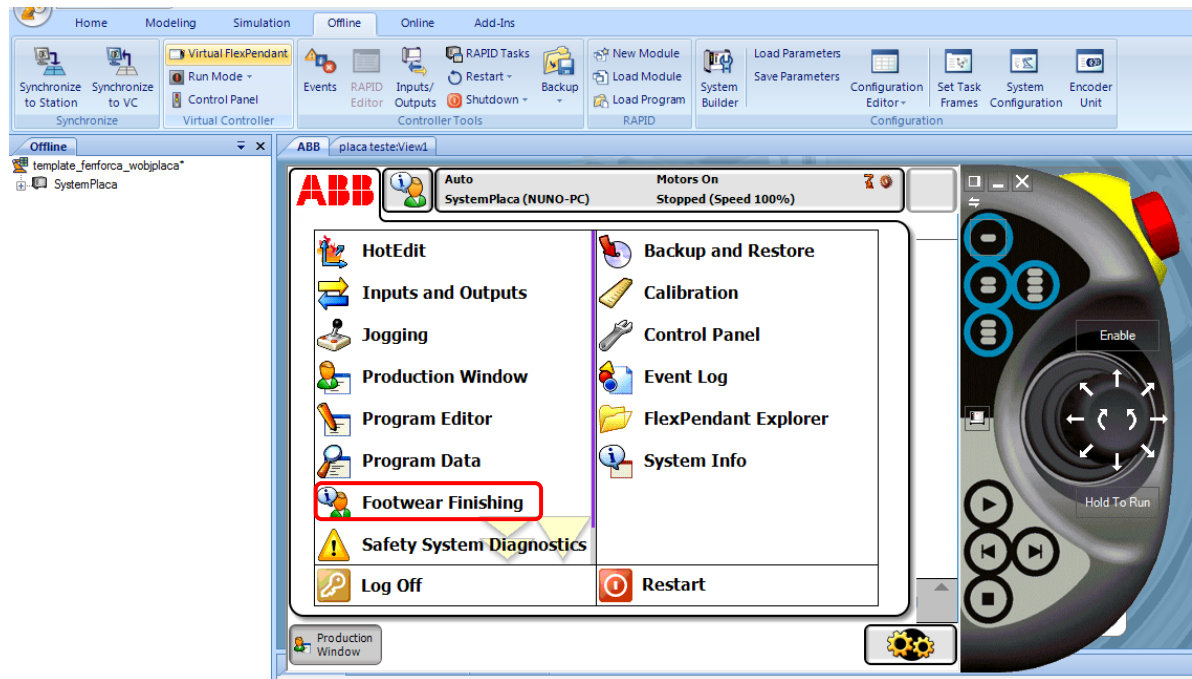 Home Modeling Simulation Offline Online Add-Ins
Synchronize to Station
Synchronize to VC
Synchronize
Virtual FlexPendant
Run Mode
Control Panel
Virtual Controller
Events
RAPID Editor
Inputs/ Outputs
RAPID Tasks
Restart
Shutdown
Backup
Controller Tools
New Module
Load Module
Load Program
RAPID
System Builder
Load Parameters
Save Parameters
Configuration Editor
Set Task Frames
System Configuration
Encoder Unit
Configuration
Offline
template_fenforca_wobjplaca*
SystemPlaca
ABB placa teste:View1
ABB
Auto
SystemPlaca (NUNO-PC)
Motors On
Stopped (Speed 100%)
HotEdit
Inputs and Outputs
Jogging
Production Window
Program Editor
Program Data
Footwear Finishing
Safety System Diagnostics
Log Off
Backup and Restore
Calibration
Control Panel
Event Log
FlexPendant Explorer
System Info
Restart
Enable
Hold To Run
Production
Window